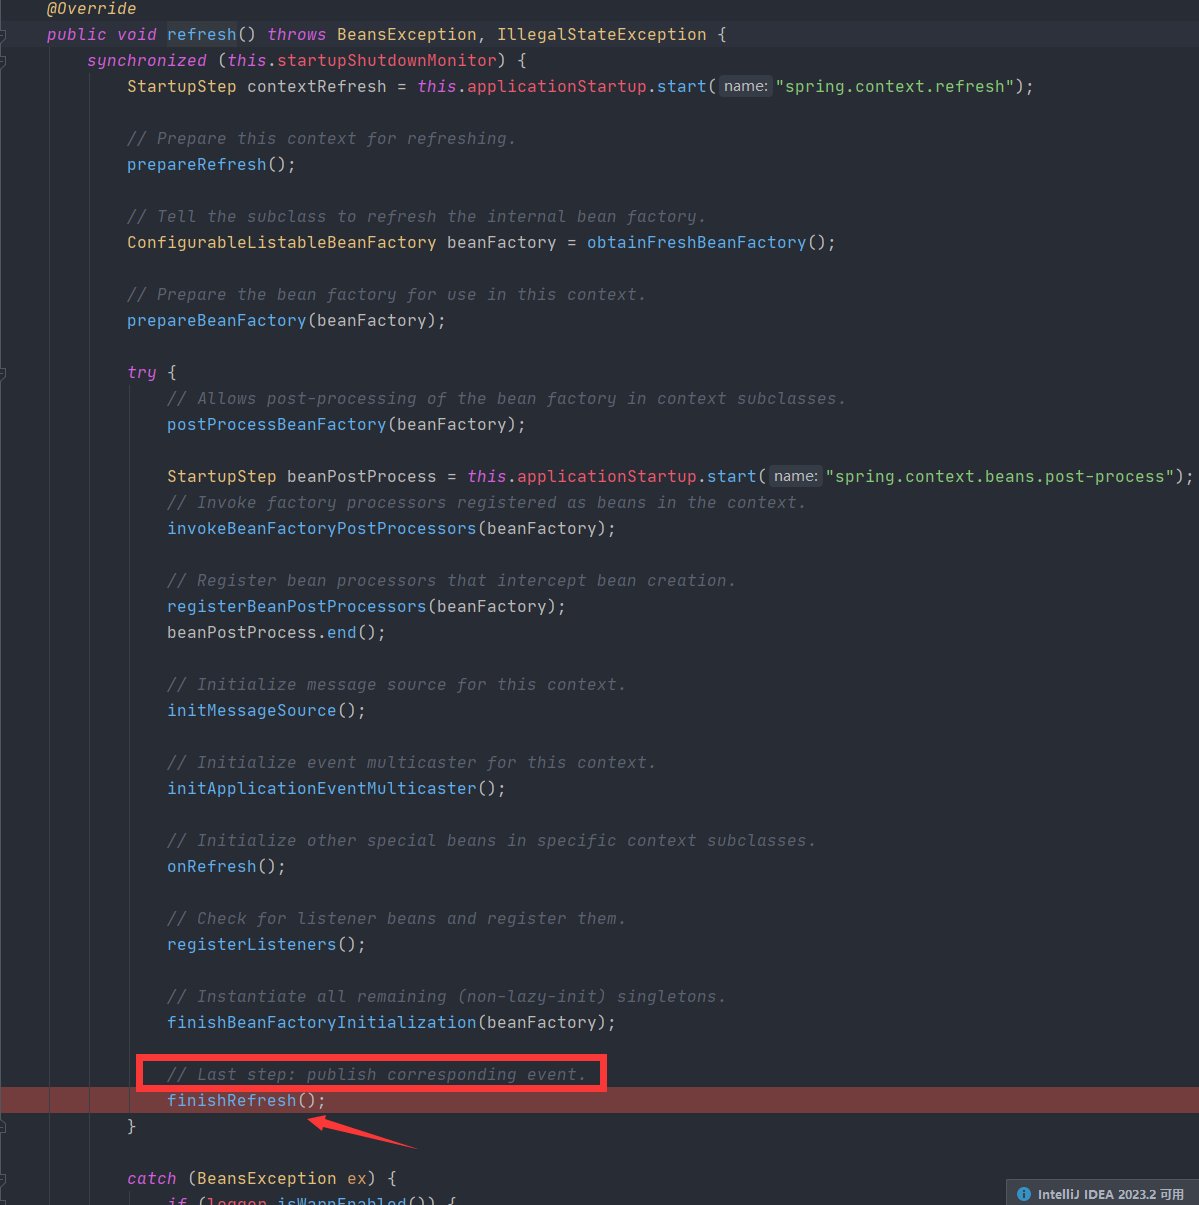 @Override
public void refresh() throws BeansException, IllegalStateException {
synchronized (this.startupShutdownMonitor) {
StartupStep contextRefresh = this.applicationStartup.start( name: "spring.context.refresh");
// Prepare this context for refreshing.
prepareRefresh();
// Tell the subclass to refresh the internal bean factory.
ConfigurableListableBeanFactory beanFactory = obtainFreshBeanFactory();
// Prepare the bean factory for use in this context.
prepareBeanFactory(beanFactory);
try {
// Allows post-processing of the bean factory in context subclasses.
postProcessBeanFactory(beanFactory);
StartupStep beanPostProcess = this.applicationStartup.start( name: "spring.context.beans.post-process");
// Invoke factory processors registered as beans in the context.
invokeBeanFactoryPostProcessors(beanFactory);
// Register bean processors that intercept bean creation.
registerBeanPostProcessors(beanFactory);
beanPostProcess.end();
// Initialize message source for this context.
initMessageSource();
// Initialize event multicaster for this context.
initApplicationEventMulticaster();
// Initialize other special beans in specific context subclasses.
onRefresh();
// Check for listener beans and register them.
registerListeners();
// Instantiate all remaining (non-lazy-init) singletons.
finishBeanFactoryInitialization(beanFactory);
// Last step: publish corresponding event.
finishRefresh();
}
catch (BeansException ex) {
if (logger.isWarnEnabled()) {
IntelliJ IDEA 2023.2 可用